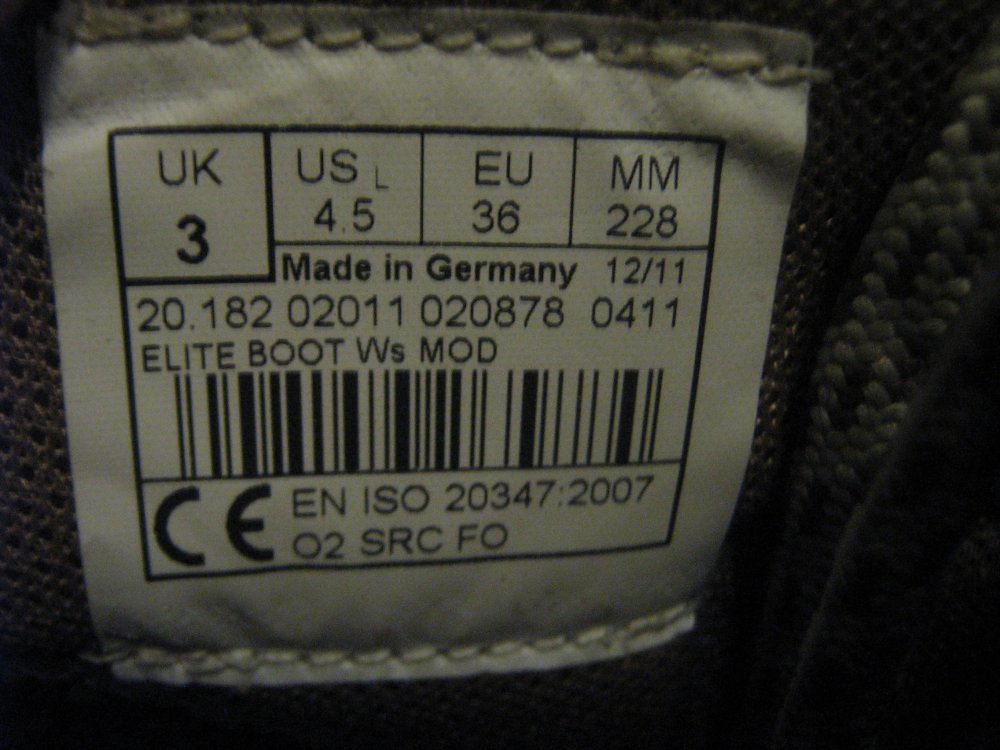 UK US L EU MM
3 4.5 36 228
Made in Germany 12/11
20.182 02011 020878 0411
ELITE BOOT Ws MOD
CE EN ISO 20347:2007
O2 SRC FO